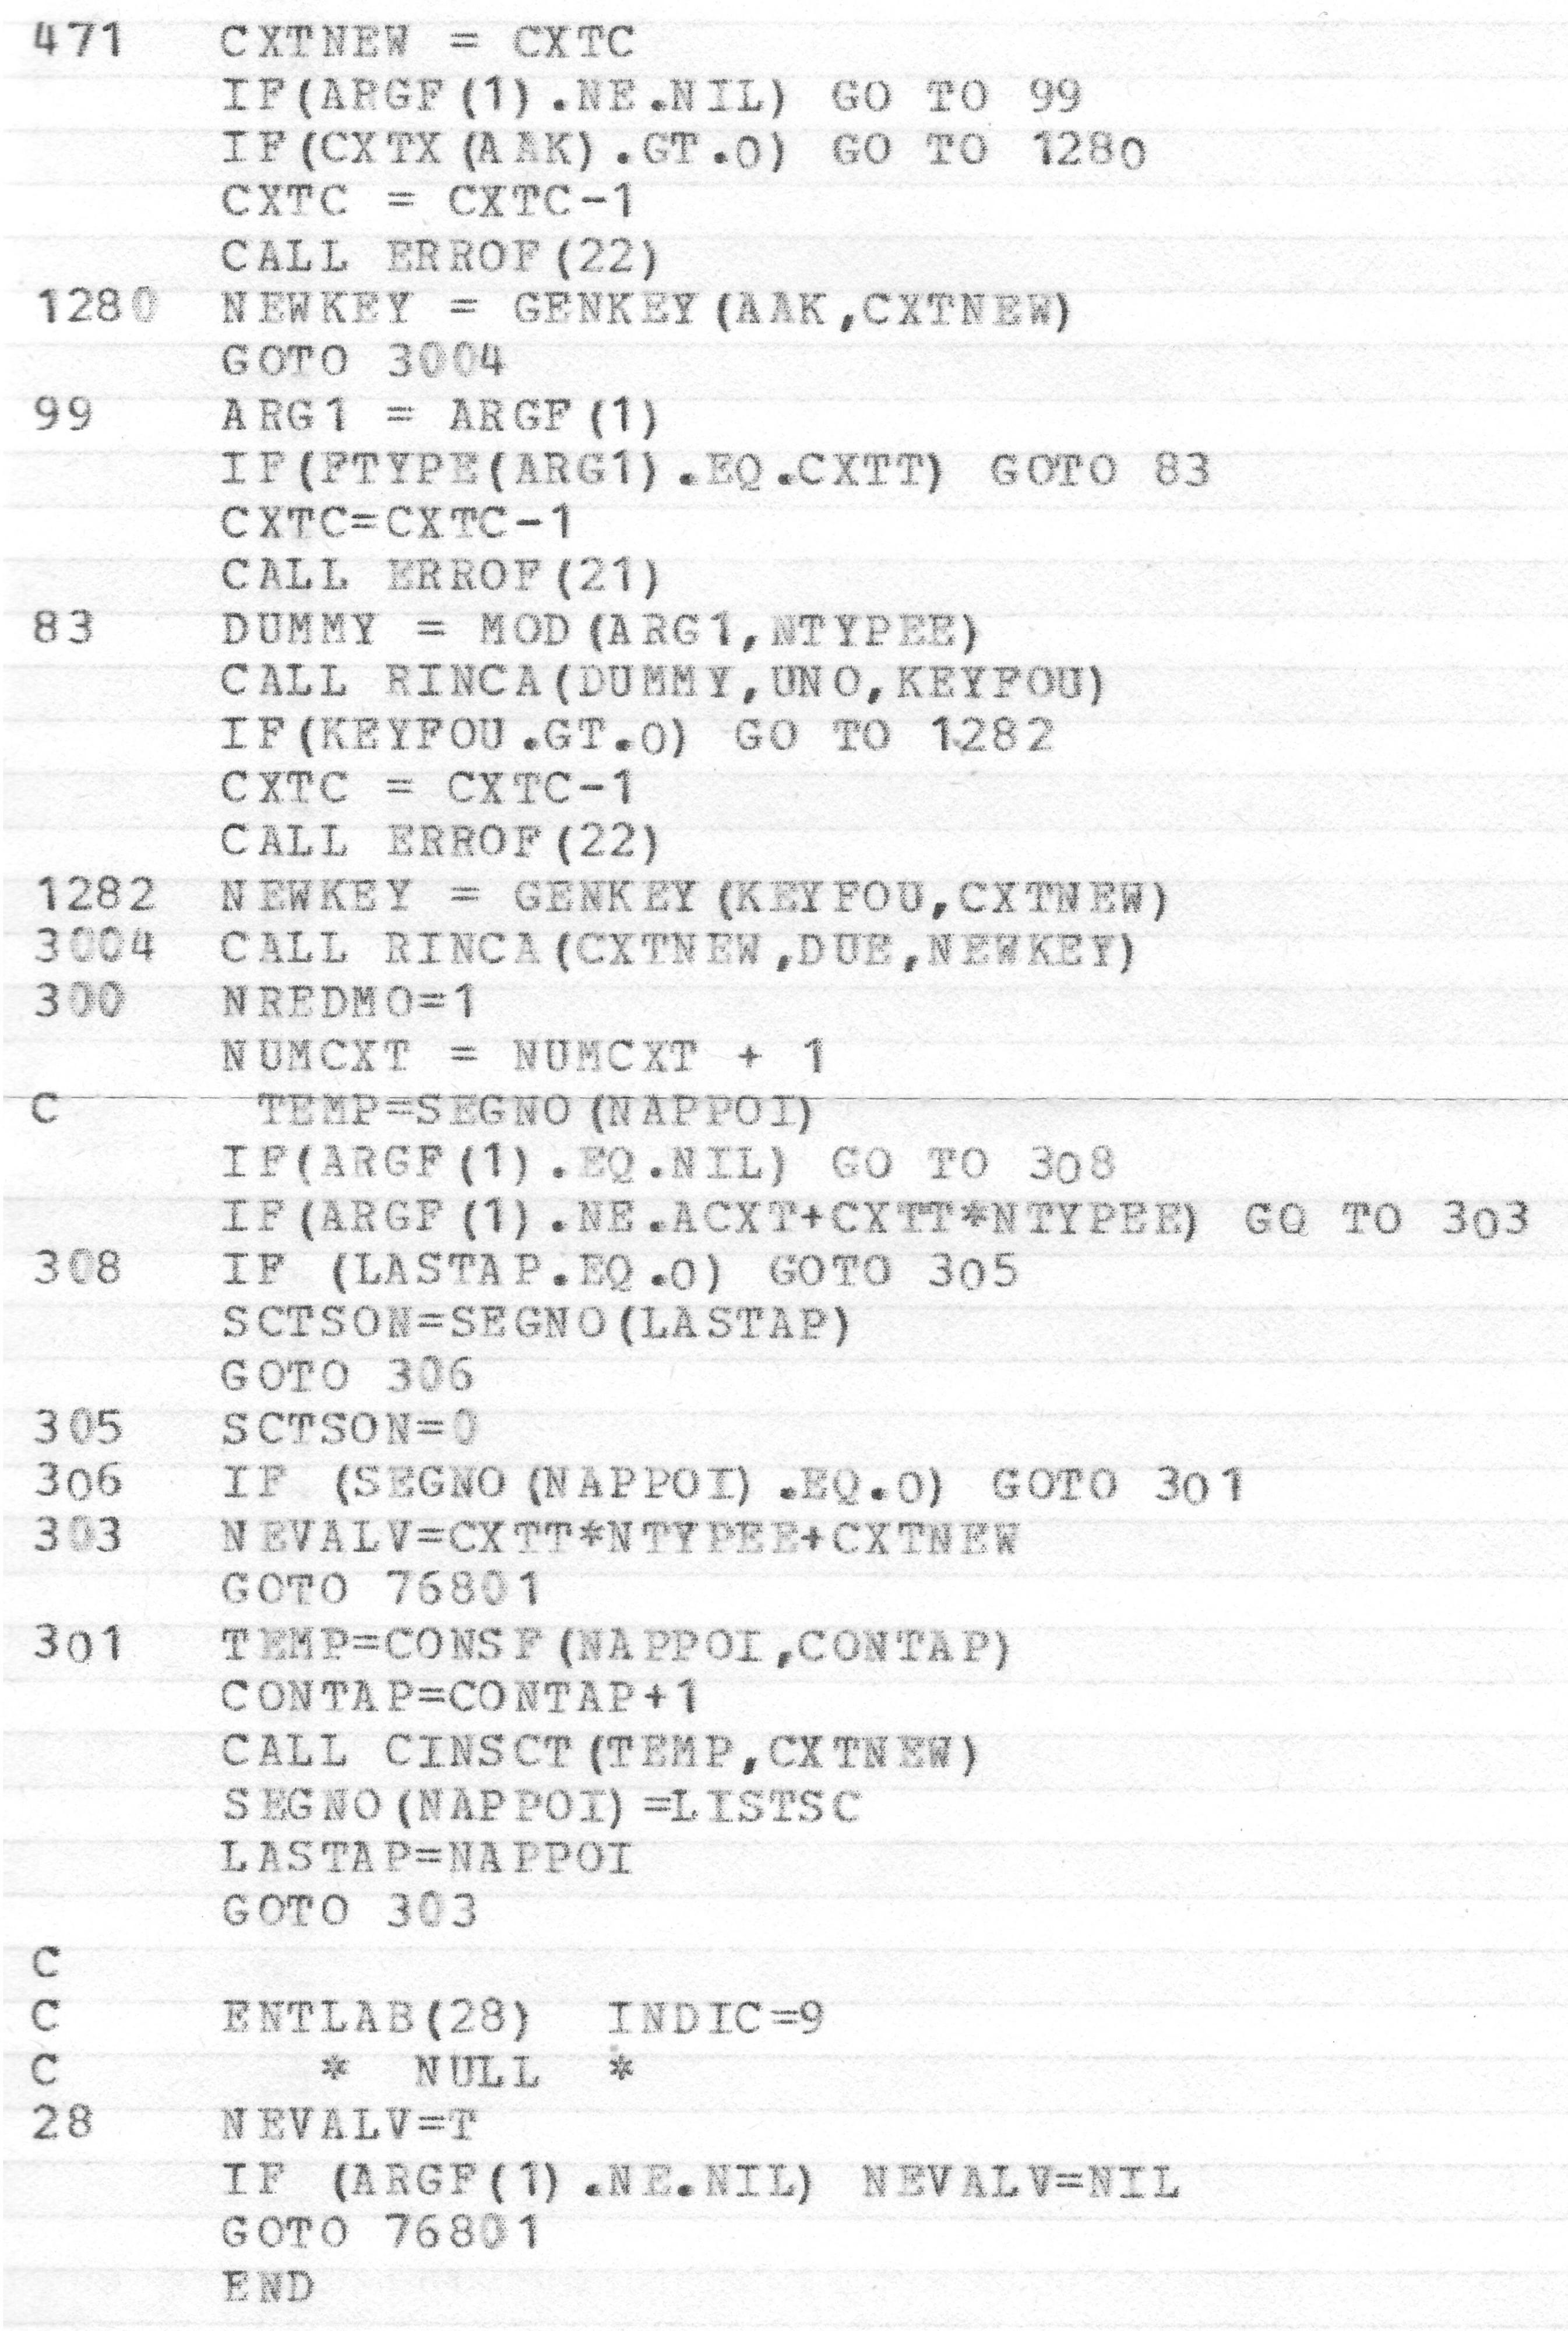 471   CXTNEW = CXTC
      IF(ARGF(1).NE.NIL) GO TO 99
      IF(CXTX(AAK).GT.0) GO TO 1280
      CXTC = CXTC-1
      CALL ERROF(22)
1280  NEWKEY = GENKEY(AAK,CXTNEW)
      GOTO 3004
99    ARG1 = ARGF(1)
      IF(FTYPE(ARG1).EQ.CXTT) GOTO 83
      CXTC=CXTC-1
      CALL ERROF(21)
83    DUMMY = MOD(ARG1,NTYPEE)
      CALL RINCA(DUMMY,UNO,KEYFOU)
      IF(KEYFOU.GT.0) GO TO 1282
      CXTC = CXTC-1
      CALL ERROF(22)
1282  NEWKEY = GENKEY(KEYFOU,CXTNEW)
3004  CALL RINCA(CXTNEW,DUE,NEWKEY)
300   NREDMO=1
      NUMCXT = NUMCXT + 1
C      TEMP=SEGNO(NAPPOI)
      IF(ARGF(1).EQ.NIL) GO TO 308
      IF(ARGF(1).NE.ACXT+CXTT*NTYPEE) GO TO 303
308   IF (LASTAP.EQ.0) GOTO 305
      SCTSON=SEGNO(LASTAP)
      GOTO 306
305   SCTSON=0
306   IF (SEGNO(NAPPOI).EQ.0) GOTO 301
303   NEVALV=CXTT*NTYPEE+CXTNEW
      GOTO 76801
301   TEMP=CONSF(NAPPOI,CONTAP)
      CONTAP=CONTAP+1
      CALL CINSCT(TEMP,CXTNEW)
      SEGNO(NAPPOI)=LISTSC
      LASTAP=NAPPOI
      GOTO 303
C
C     ENTLAB(28)  INDIC=9
C        *  NULL  *
28    NEVALV=T
      IF (ARGF(1).NE.NIL) NEVALV=NIL
      GOTO 76801
      END